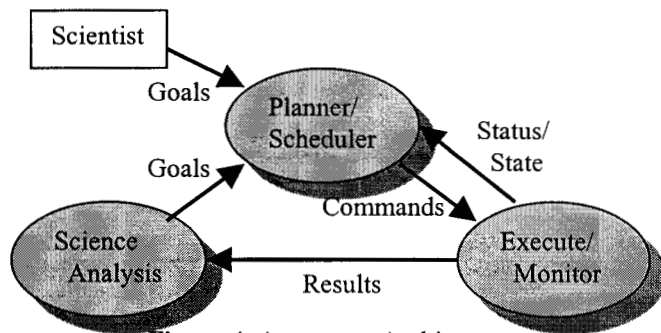 Scientist
Goals
Planner/
Scheduler
Status/
State
Goals
Commands
Science
Analysis
Execute/
Monitor
Results